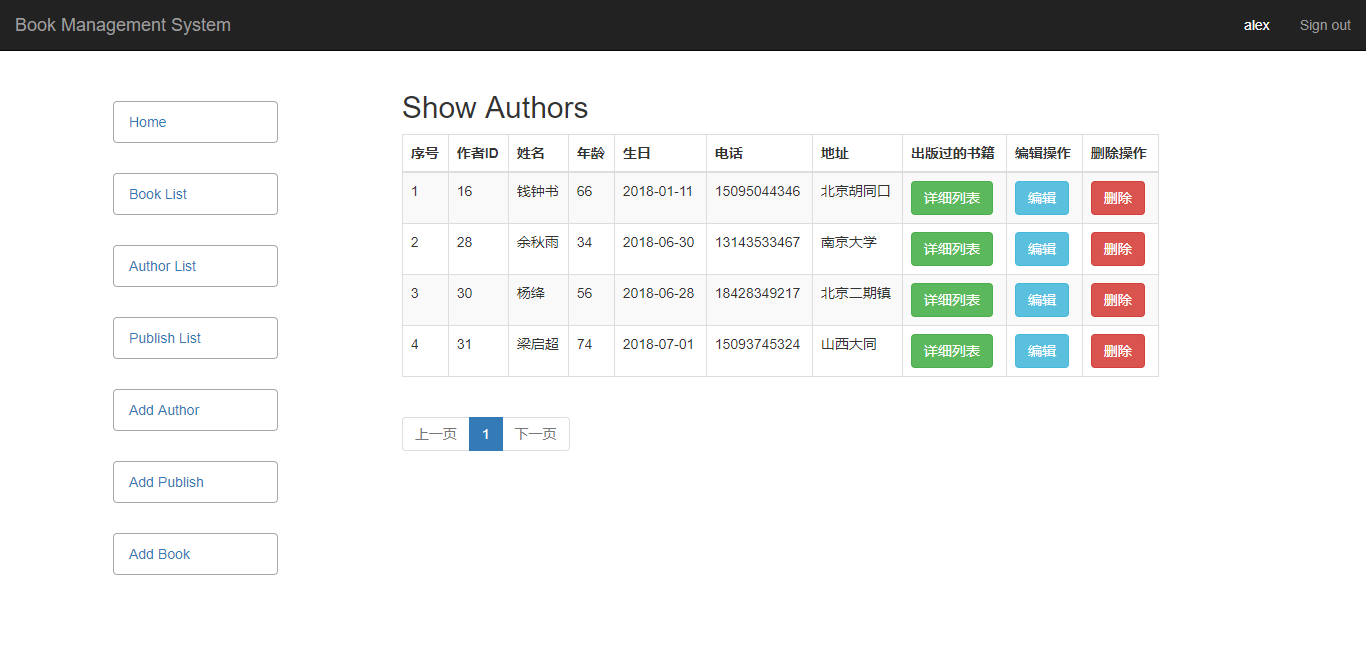 Book Management System alex Sign out
Home
Book List
Author List
Publish List
Add Author
Add Publish
Add Book
Show Authors
序号 作者ID 姓名 年龄 生日 电话 地址 出版过的书籍 编辑操作 删除操作
1 16 钱钟书 66 2018-01-11 15095044346 北京胡同口 详细列表 编辑 删除
2 28 余秋雨 34 2018-06-30 13143533467 南京大学 详细列表 编辑 删除
3 30 杨绛 56 2018-06-28 18428349217 北京二期镇 详细列表 编辑 删除
4 31 梁启超 74 2018-07-01 15093745324 山西大同 详细列表 编辑 删除
上一页 1 下一页